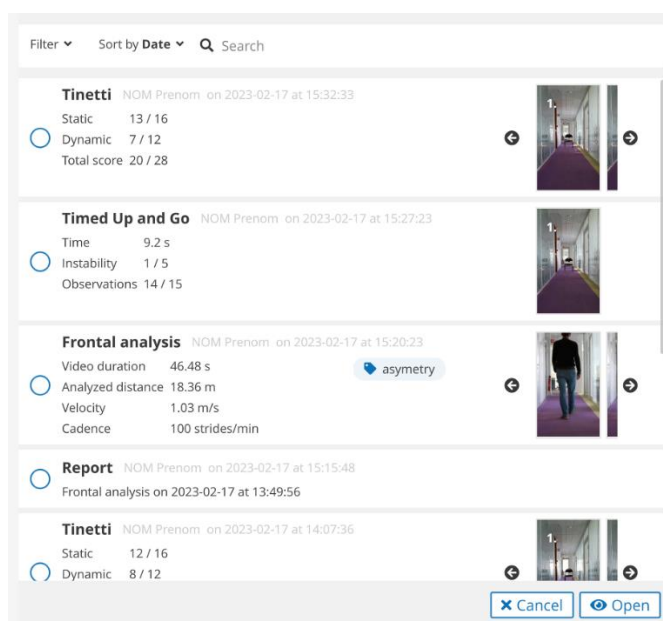 Filter Sort by Date Search
Tinetti NOM Prenom on 2023-02-17 at 15:32:33
Static 13 / 16
Dynamic 7 / 12
Total score 20 / 28
1.
Timed Up and Go NOM Prenom on 2023-02-17 at 15:27:23
Time 9.2 s
Instability 1 / 5
Observations 14 / 15
1.
Frontal analysis NOM Prenom on 2023-02-17 at 15:20:23
Video duration 46.48 s
asymetry
Analyzed distance 18.36 m
Velocity 1.03 m/s
Cadence 100 strides/min
Report NOM Prenom on 2023-02-17 at 15:15:48
Frontal analysis on 2023-02-17 at 13:49:56
Tinetti NOM Prenom on 2023-02-17 at 14:07:36
Static 12 / 16
Dynamic 8 / 12
1.
Cancel Open